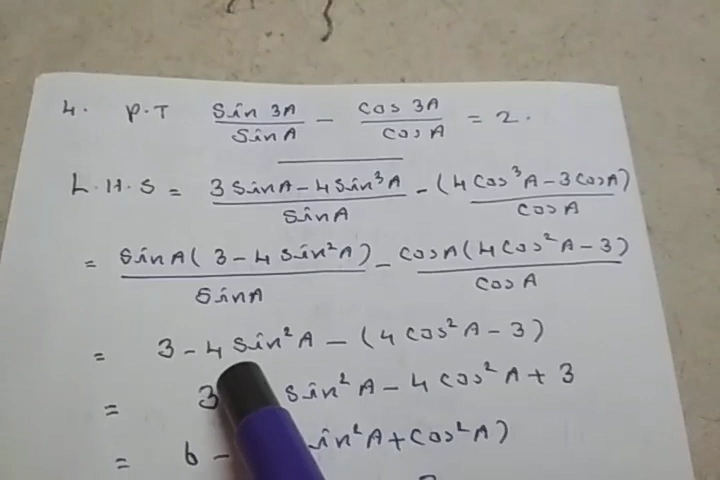 4. P.T sin 3A / sin A - cos 3A / cos A = 2.
L.H.S = 3 sin A - 4 sin³A / sin A - (4 cos³A - 3 cos A) / cos A
= sin A ( 3 - 4 sin²A) / sin A - cos A (4 cos²A - 3) / cos A
= 3 - 4 sin²A - (4 cos²A - 3)
= 3 sin²A - 4 cos²A + 3
= 6 - sin²A + cos²A)